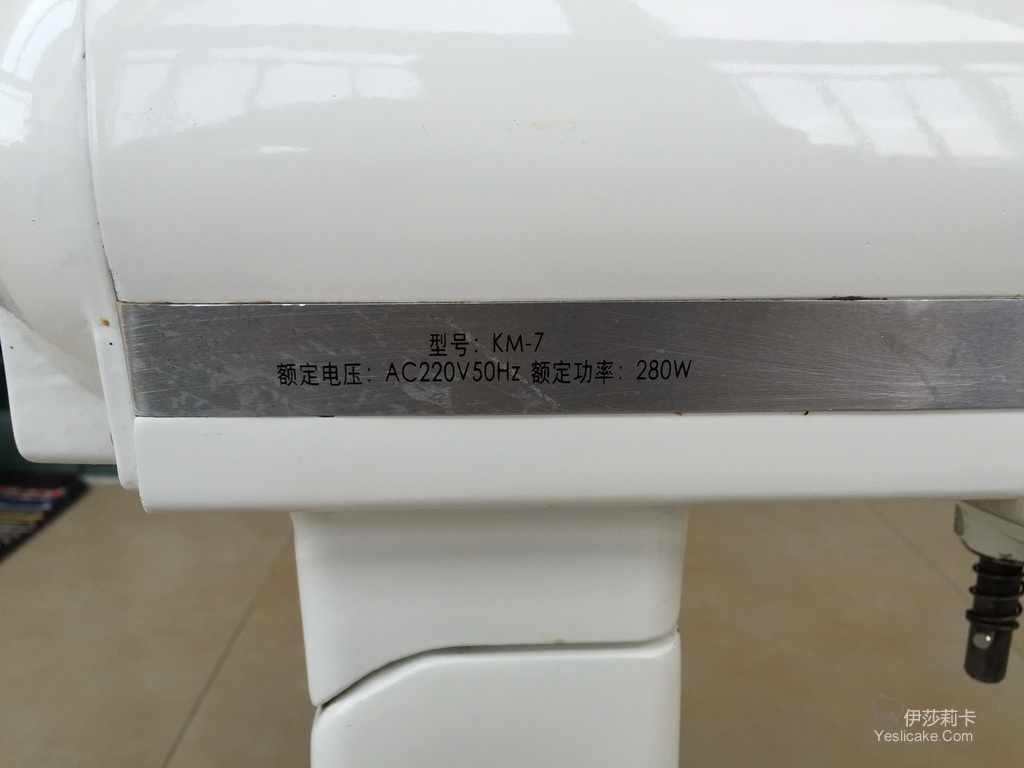 型号：KM-7
额定电压：AC220V50Hz 额定功率：280W
伊莎莉卡
Yeslicake.Com